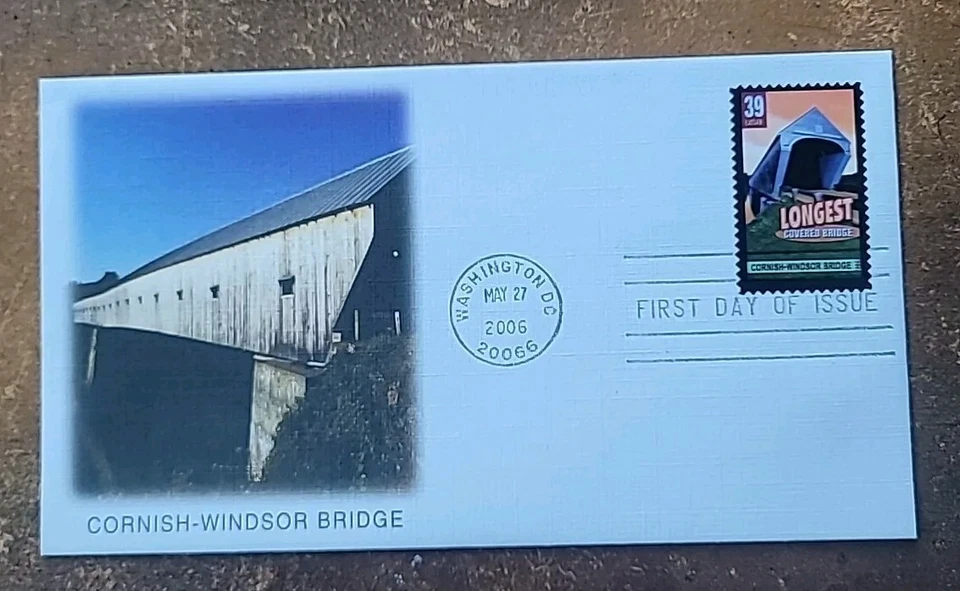 39
LONGEST
COVERED BRIDGE
CORNISH-WINDSOR BRIDGE
WASHINGTON DC
MAY 27
2006
20066
FIRST DAY OF ISSUE
CORNISH-WINDSOR BRIDGE